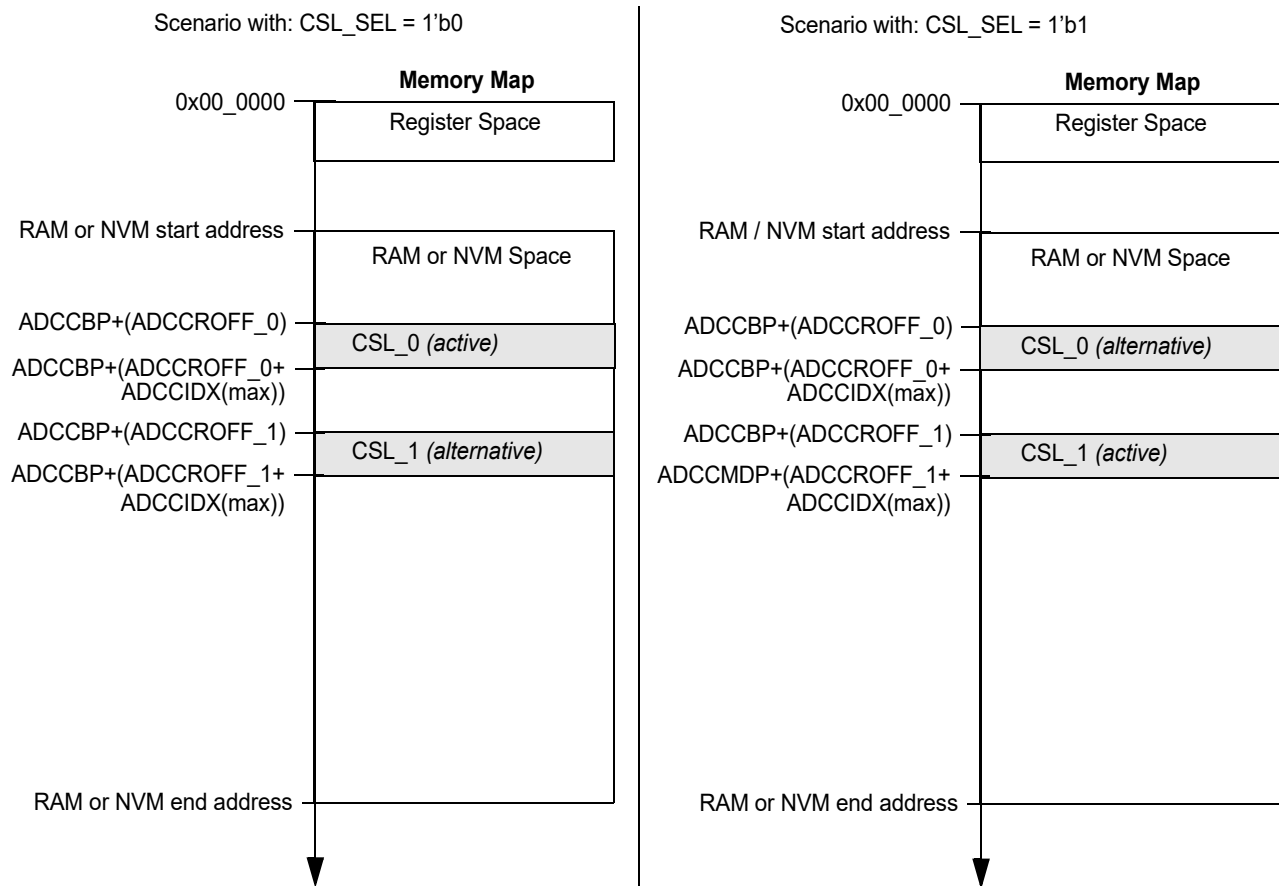 Scenario with: CSL_SEL = 1’b0
Memory Map
0x00_0000
Register Space
RAM or NVM start address
RAM or NVM Space
ADCCBP+(ADCCROFF_0)
CSL_0 (active)
ADCCBP+(ADCCROFF_0+
ADCCIDX(max))
ADCCBP+(ADCCROFF_1)
CSL_1 (alternative)
ADCCBP+(ADCCROFF_1+
ADCCIDX(max))
RAM or NVM end address
Scenario with: CSL_SEL = 1’b1
Memory Map
0x00_0000
Register Space
RAM / NVM start address
RAM or NVM Space
ADCCBP+(ADCCROFF_0)
CSL_0 (alternative)
ADCCBP+(ADCCROFF_0+
ADCCIDX(max))
ADCCBP+(ADCCROFF_1)
CSL_1 (active)
ADCCMDP+(ADCCROFF_1+
ADCCIDX(max))
RAM or NVM end address